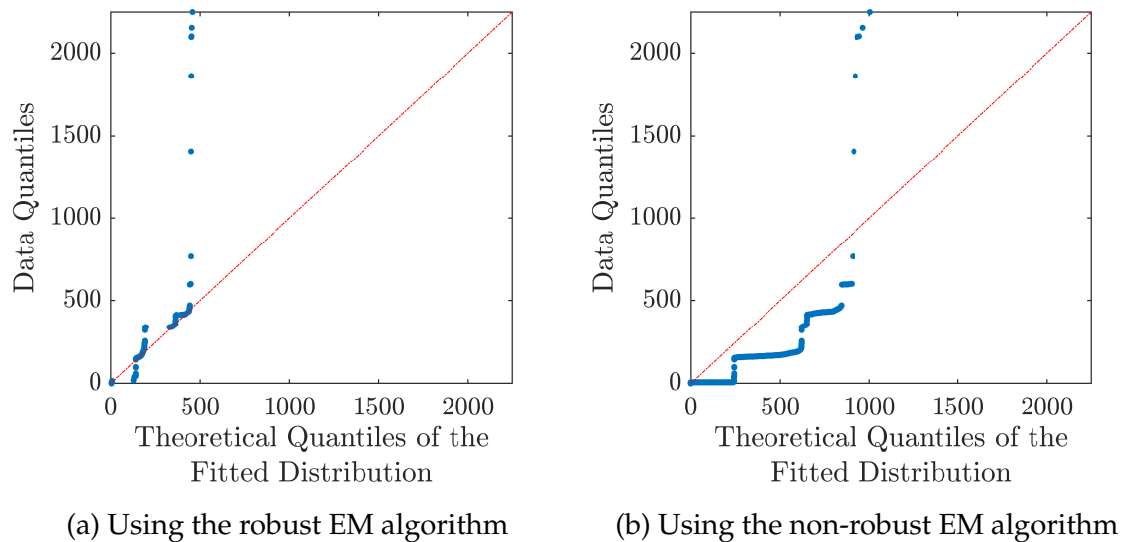 2000
1500
1000
500
0
Data Quantiles
0
500
1000
1500
2000
Theoretical Quantiles of the
Fitted Distribution
(a) Using the robust EM algorithm
2000
1500
1000
500
0
Data Quantiles
0
500
1000
1500
2000
Theoretical Quantiles of the
Fitted Distribution
(b) Using the non-robust EM algorithm